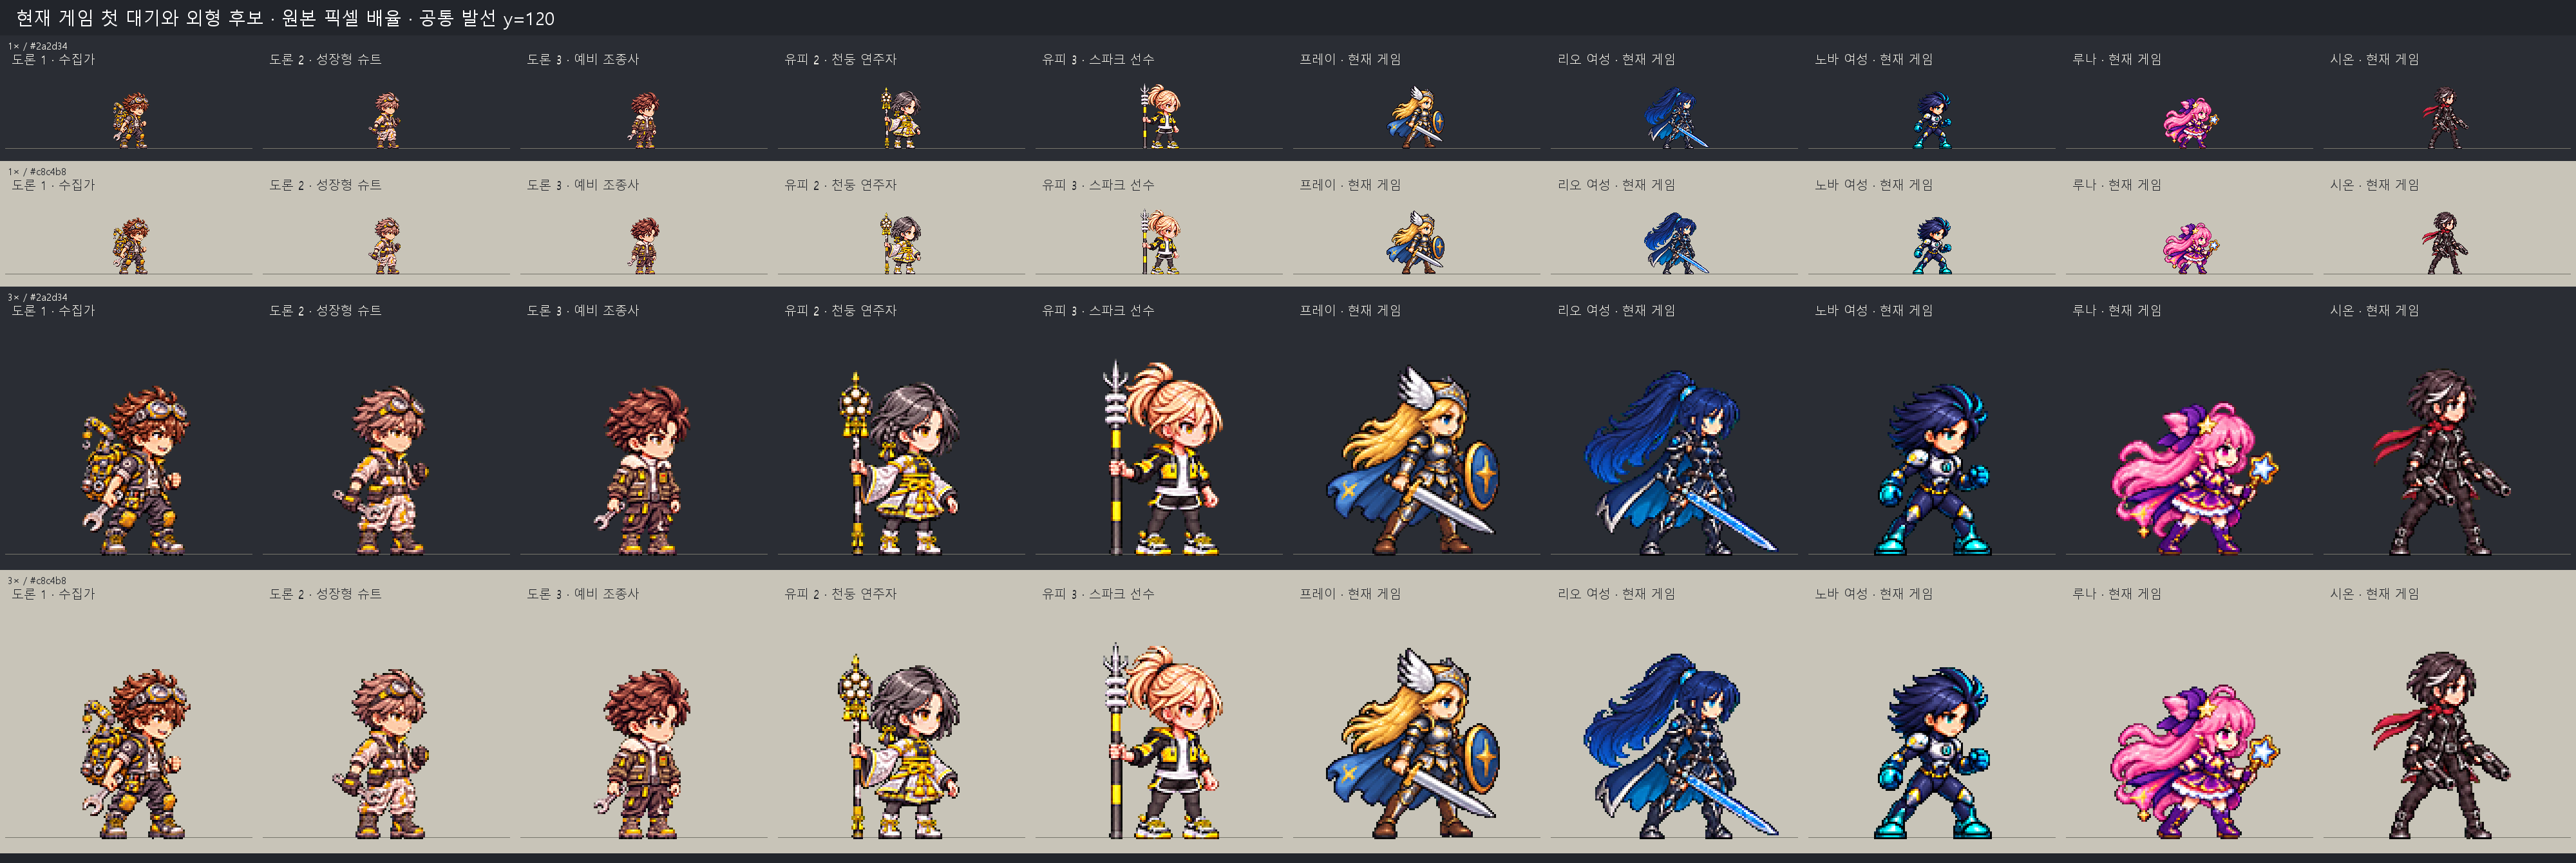 현재 게임 첫 대기와 외형 후보 · 원본 픽셀 배율 · 공통 발선 y=120
1× / #2a2d34
도론 1 · 수집가 도론 2 · 성장형 슈트 도론 3 · 예비 조종사 유피 2 · 천둥 연주자 유피 3 · 스파크 선수 프레이 · 현재 게임 리오 여성 · 현재 게임 노바 여성 · 현재 게임 루나 · 현재 게임 시온 · 현재 게임
1× / #c8c4b8
도론 1 · 수집가 도론 2 · 성장형 슈트 도론 3 · 예비 조종사 유피 2 · 천둥 연주자 유피 3 · 스파크 선수 프레이 · 현재 게임 리오 여성 · 현재 게임 노바 여성 · 현재 게임 루나 · 현재 게임 시온 · 현재 게임
3× / #2a2d34
도론 1 · 수집가 도론 2 · 성장형 슈트 도론 3 · 예비 조종사 유피 2 · 천둥 연주자 유피 3 · 스파크 선수 프레이 · 현재 게임 리오 여성 · 현재 게임 노바 여성 · 현재 게임 루나 · 현재 게임 시온 · 현재 게임
3× / #c8c4b8
도론 1 · 수집가 도론 2 · 성장형 슈트 도론 3 · 예비 조종사 유피 2 · 천둥 연주자 유피 3 · 스파크 선수 프레이 · 현재 게임 리오 여성 · 현재 게임 노바 여성 · 현재 게임 루나 · 현재 게임 시온 · 현재 게임